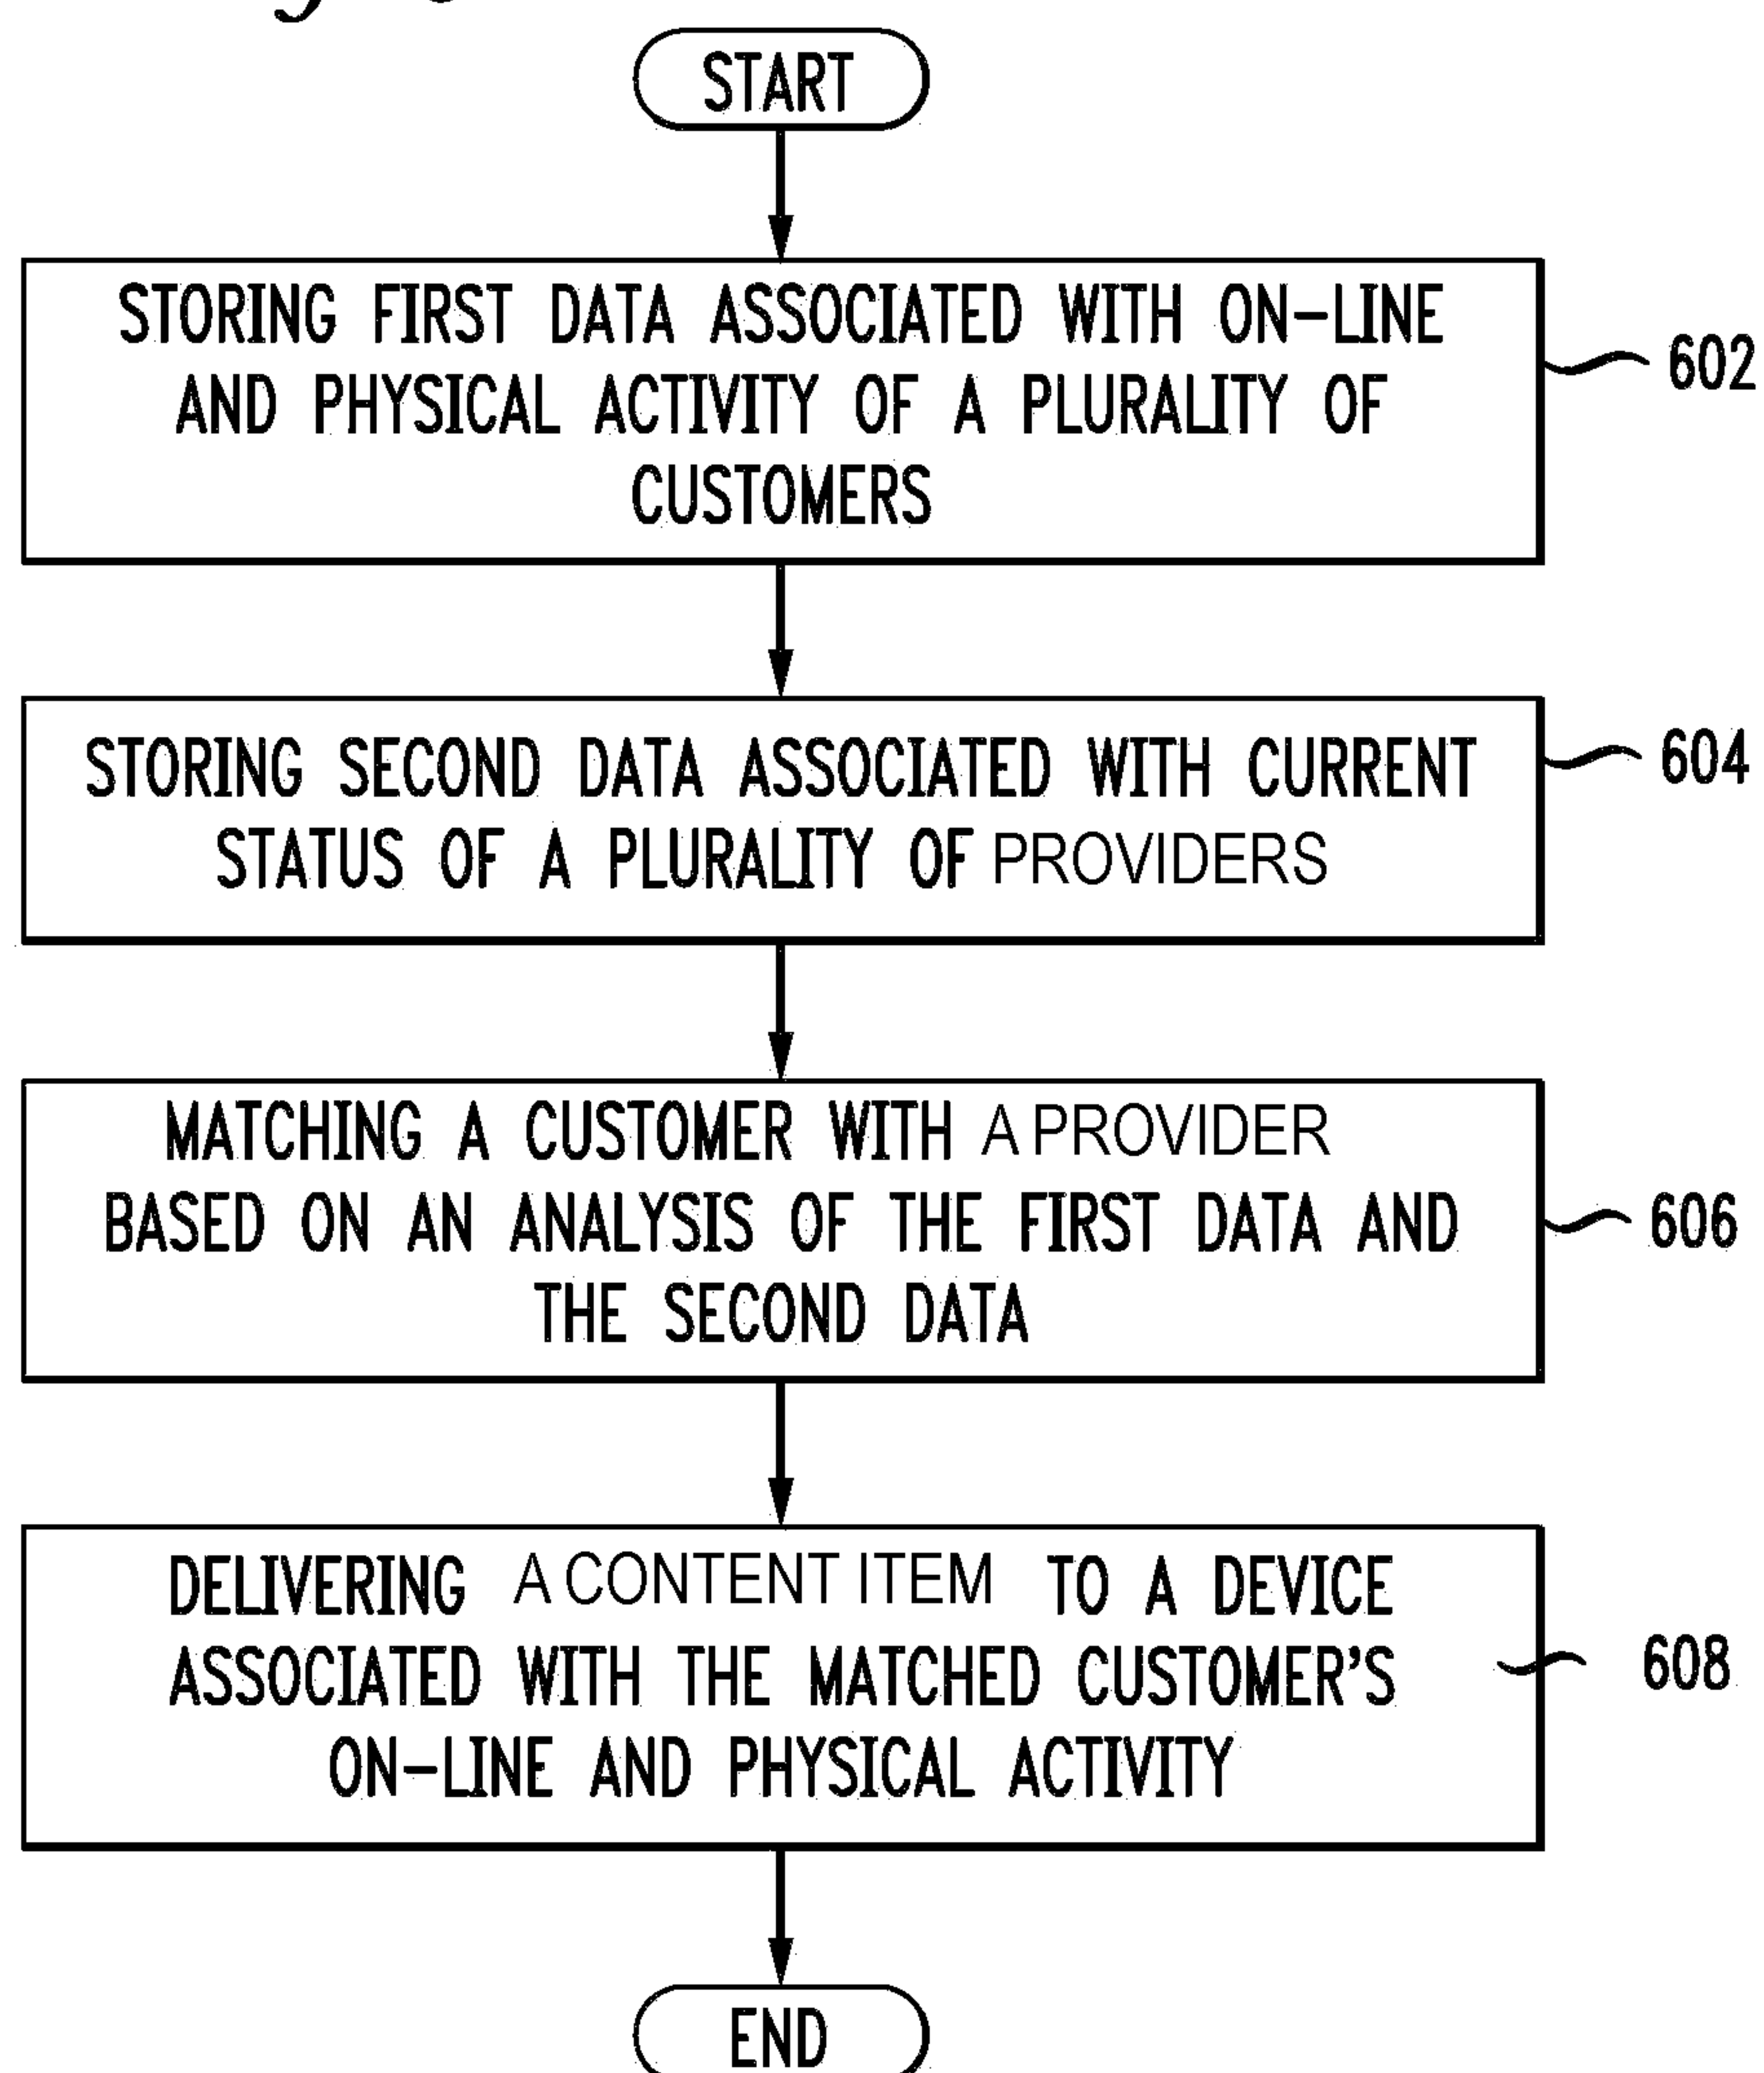 START
STORING FIRST DATA ASSOCIATED WITH ON-LINE
AND PHYSICAL ACTIVITY OF A PLURALITY OF
CUSTOMERS
602
STORING SECOND DATA ASSOCIATED WITH CURRENT
STATUS OF A PLURALITY OF PROVIDERS
604
MATCHING A CUSTOMER WITH A PROVIDER
BASED ON AN ANALYSIS OF THE FIRST DATA AND
THE SECOND DATA
606
DELIVERING A CONTENT ITEM TO A DEVICE
ASSOCIATED WITH THE MATCHED CUSTOMER'S
ON-LINE AND PHYSICAL ACTIVITY
608
END